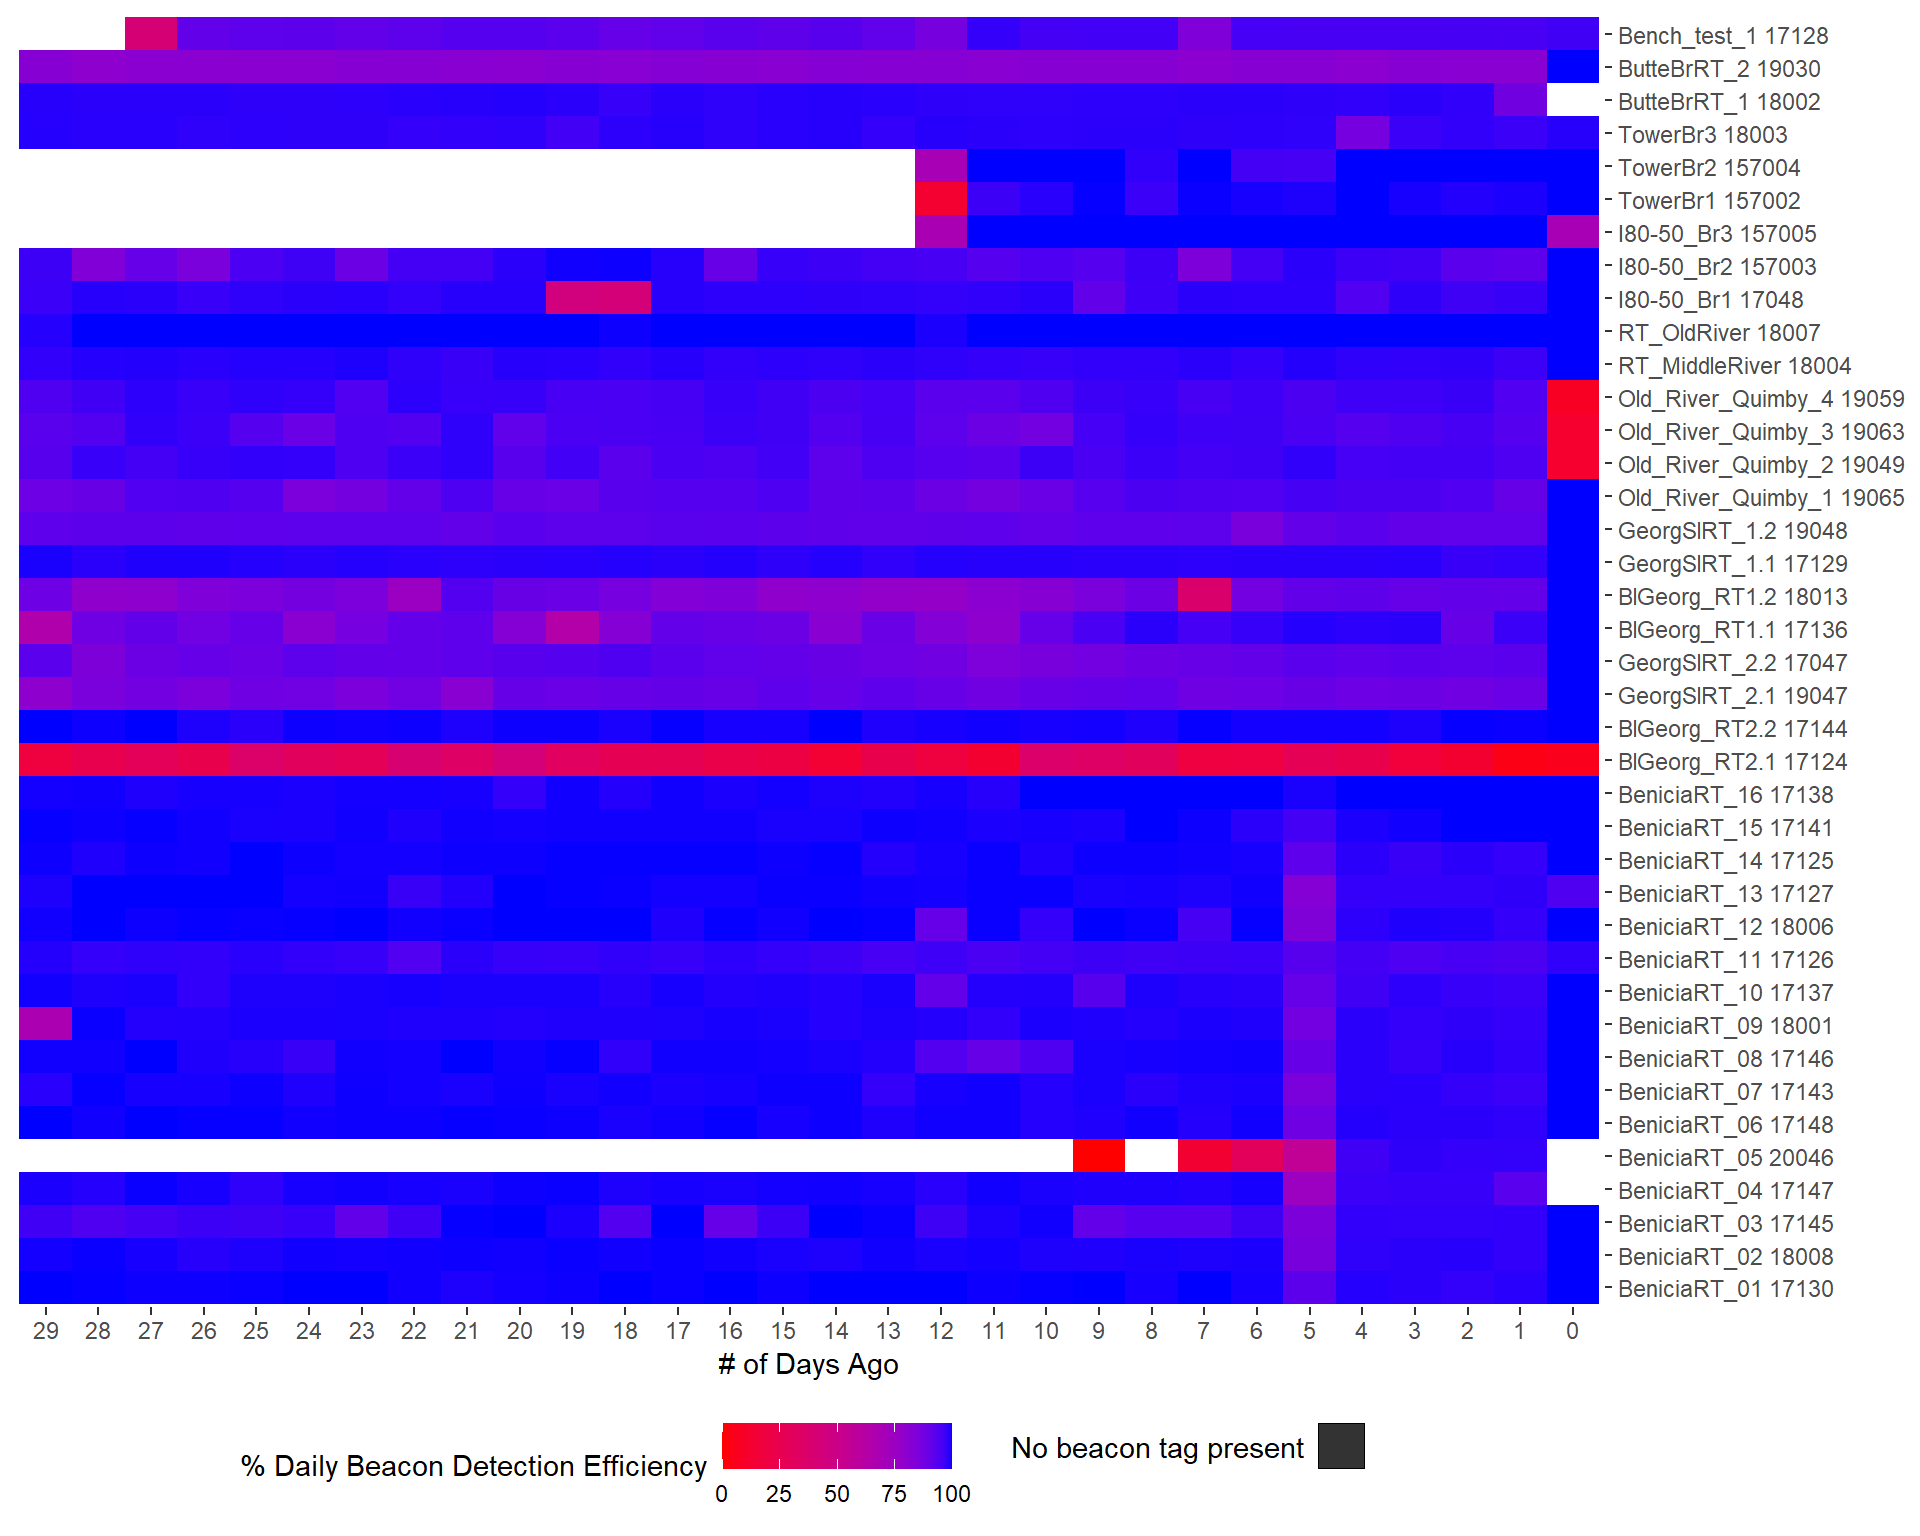 Bench_test_1 17128
ButteBrRT_2 19030
ButteBrRT_1 18002
TowerBr3 18003
TowerBr2 157004
TowerBr1 157002
I80-50_Br3 157005
I80-50_Br2 157003
I80-50_Br1 17048
RT_OldRiver 18007
RT_MiddleRiver 18004
Old_River_Quimby_4 19059
Old_River_Quimby_3 19063
Old_River_Quimby_2 19049
Old_River_Quimby_1 19065
GeorgSlRT_1.2 19048
GeorgSlRT_1.1 17129
BlGeorg_RT1.2 18013
BlGeorg_RT1.1 17136
GeorgSlRT_2.2 17047
GeorgSlRT_2.1 19047
BlGeorg_RT2.2 17144
BlGeorg_RT2.1 17124
BeniciaRT_16 17138
BeniciaRT_15 17141
BeniciaRT_14 17125
BeniciaRT_13 17127
BeniciaRT_12 18006
BeniciaRT_11 17126
BeniciaRT_10 17137
BeniciaRT_09 18001
BeniciaRT_08 17146
BeniciaRT_07 17143
BeniciaRT_06 17148
BeniciaRT_05 20046
BeniciaRT_04 17147
BeniciaRT_03 17145
BeniciaRT_02 18008
BeniciaRT_01 17130
29 28 27 26 25 24 23 22 21 20 19 18 17 16 15 14 13 12 11 10 9 8 7 6 5 4 3 2 1 0
# of Days Ago
% Daily Beacon Detection Efficiency
0 25 50 75 100
No beacon tag present